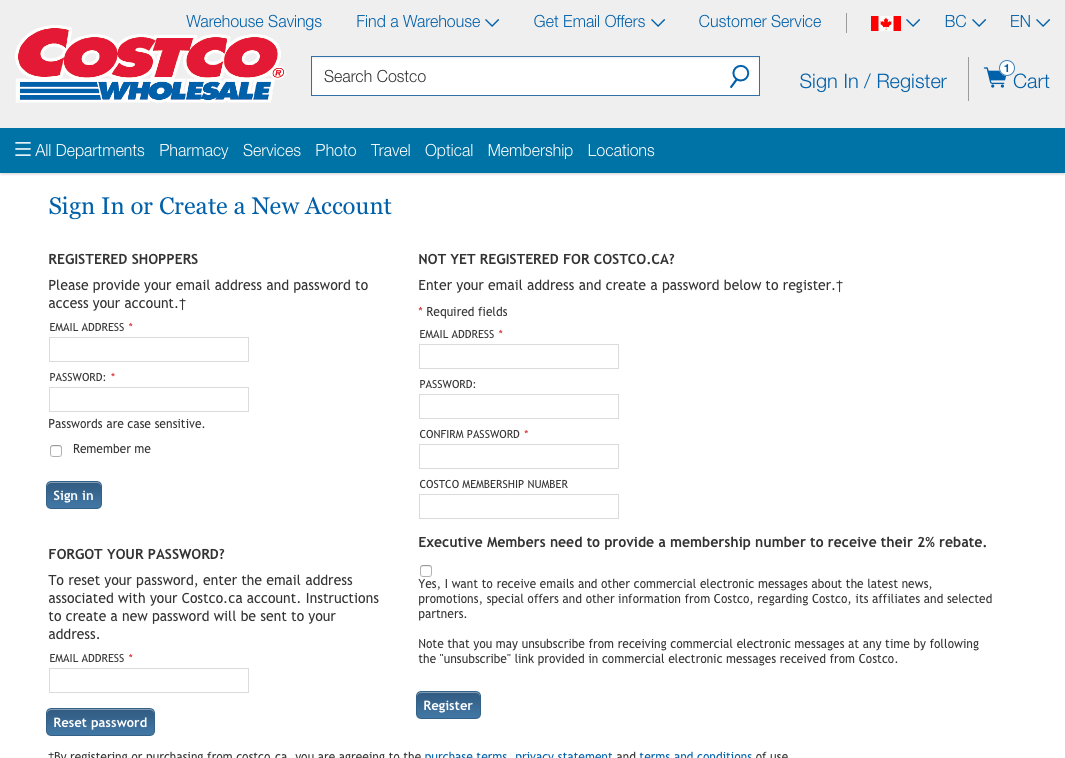 Warehouse Savings Find a Warehouse Get Email Offers Customer Service BC EN
COSTCO®
WHOLESALE
Search Costco
Sign In / Register
1
Cart
All Departments Pharmacy Services Photo Travel Optical Membership Locations
Sign In or Create a New Account
REGISTERED SHOPPERS
Please provide your email address and password to
access your account.†
EMAIL ADDRESS *
PASSWORD: *
Passwords are case sensitive.
Remember me
Sign in
FORGOT YOUR PASSWORD?
To reset your password, enter the email address
associated with your Costco.ca account. Instructions
to create a new password will be sent to your
address.
EMAIL ADDRESS *
Reset password
NOT YET REGISTERED FOR COSTCO.CA?
Enter your email address and create a password below to register.†
* Required fields
EMAIL ADDRESS *
PASSWORD:
CONFIRM PASSWORD *
COSTCO MEMBERSHIP NUMBER
Executive Members need to provide a membership number to receive their 2% rebate.
Yes, I want to receive emails and other commercial electronic messages about the latest news,
promotions, special offers and other information from Costco, regarding Costco, its affiliates and selected
partners.
Note that you may unsubscribe from receiving commercial electronic messages at any time by following
the "unsubscribe" link provided in commercial electronic messages received from Costco.
Register
†By registering or purchasing from costco.ca, you are agreeing to the purchase terms, privacy statement and terms and conditions of use.